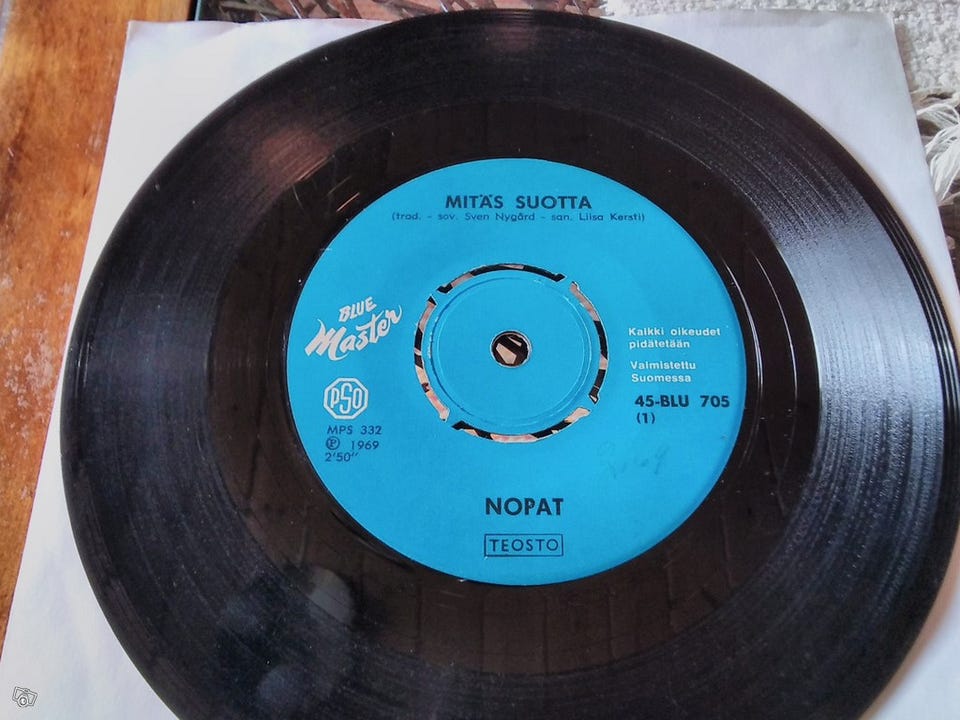 MITÄS SUOTTA
(trad. - sov. Sven Nygård - san. Liisa Kersti)
BLUE
Master
PSO
MPS 332
Ⓟ 1969
2'50"
Kaikki oikeudet
pidätetään
Valmistettu
Suomessa
45-BLU 705
(1)
NOPAT
TEOSTO